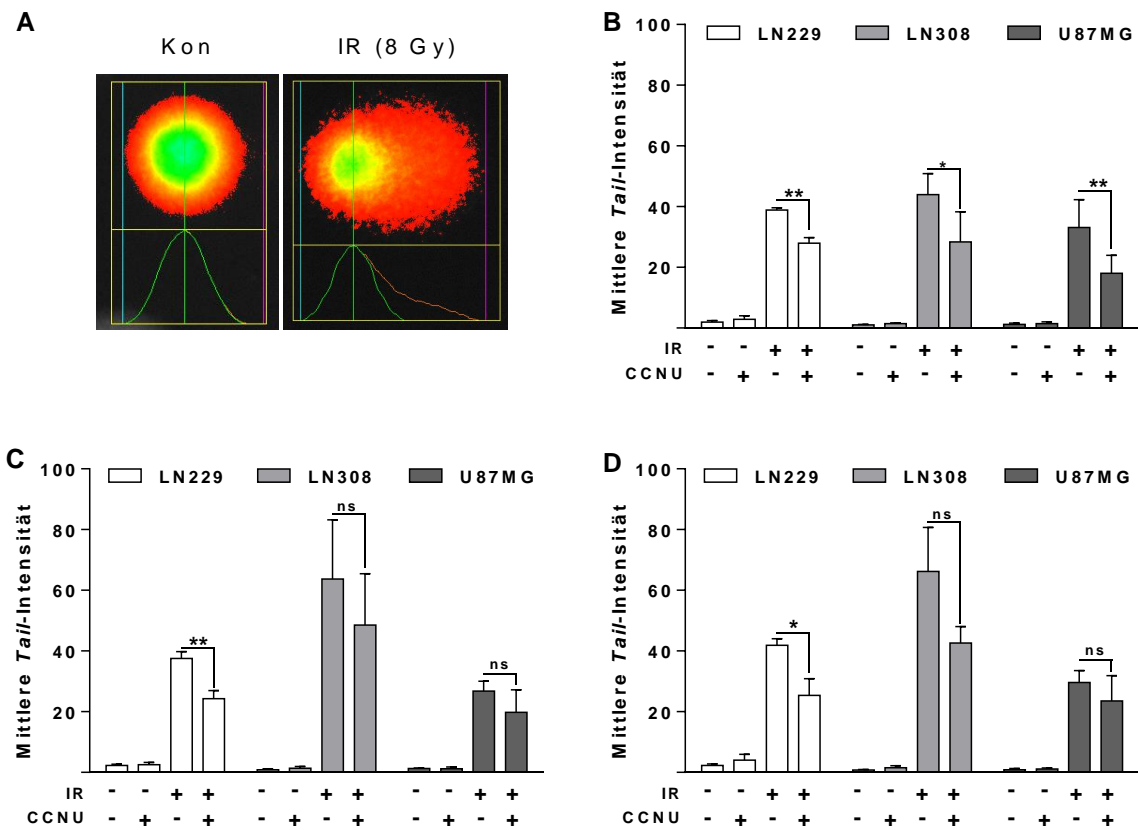 A
Kon
IR (8 Gy)
B
LN229 LN308 U87MG
Mittlere Tail-Intensität
100
80
60
40
20
** * **
IR - - + + - - + + - - + +
CCNU - + - + - + - + - + - +
C
LN229 LN308 U87MG
Mittlere Tail-Intensität
100
80
60
40
20
** ns ns
IR - - + + - - + + - - + +
CCNU - + - + - + - + - + - +
D
LN229 LN308 U87MG
Mittlere Tail-Intensität
100
80
60
40
20
* ns ns
IR - - + + - - + + - - + +
CCNU - + - + - + - + - + - +